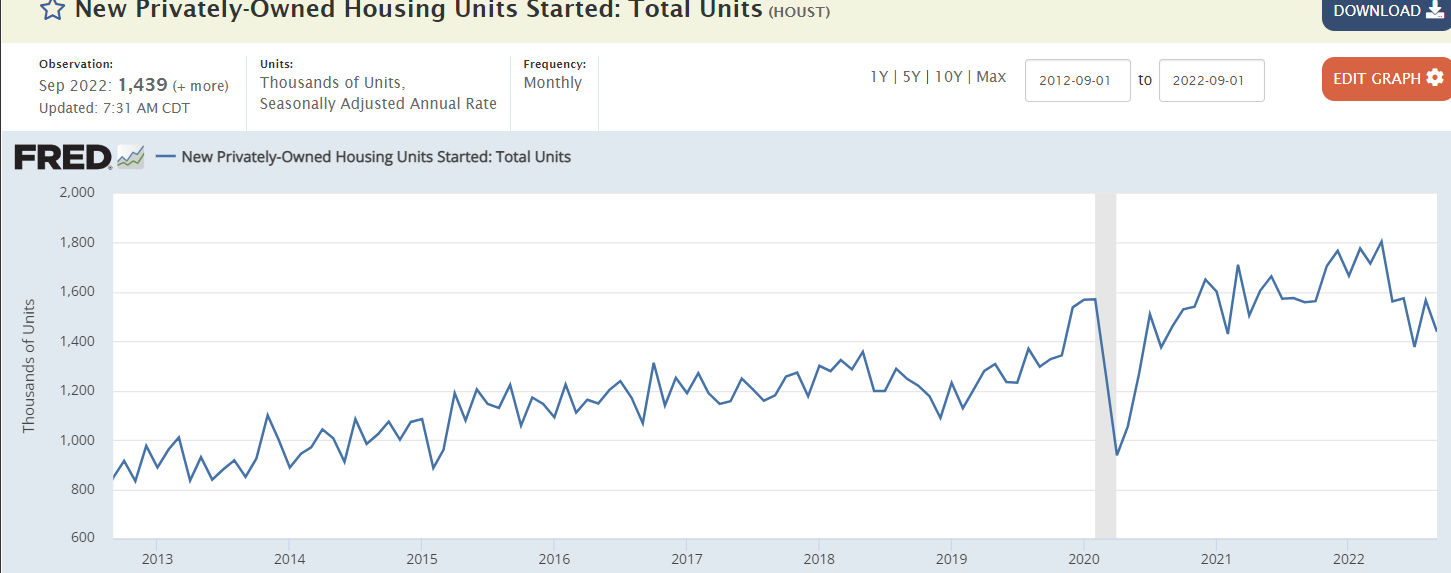 New Privately-Owned Housing Units Started: Total Units (HOUST)
DOWNLOAD
Observation:
Sep 2022: 1,439 (+ more)
Updated: 7:31 AM CDT
Units:
Thousands of Units,
Seasonally Adjusted Annual Rate
Frequency:
Monthly
1Y | 5Y | 10Y | Max
2012-09-01 to 2022-09-01
EDIT GRAPH
FRED
New Privately-Owned Housing Units Started: Total Units
Thousands of Units
2,000
1,800
1,600
1,400
1,200
1,000
800
600
2013 2014 2015 2016 2017 2018 2019 2020 2021 2022